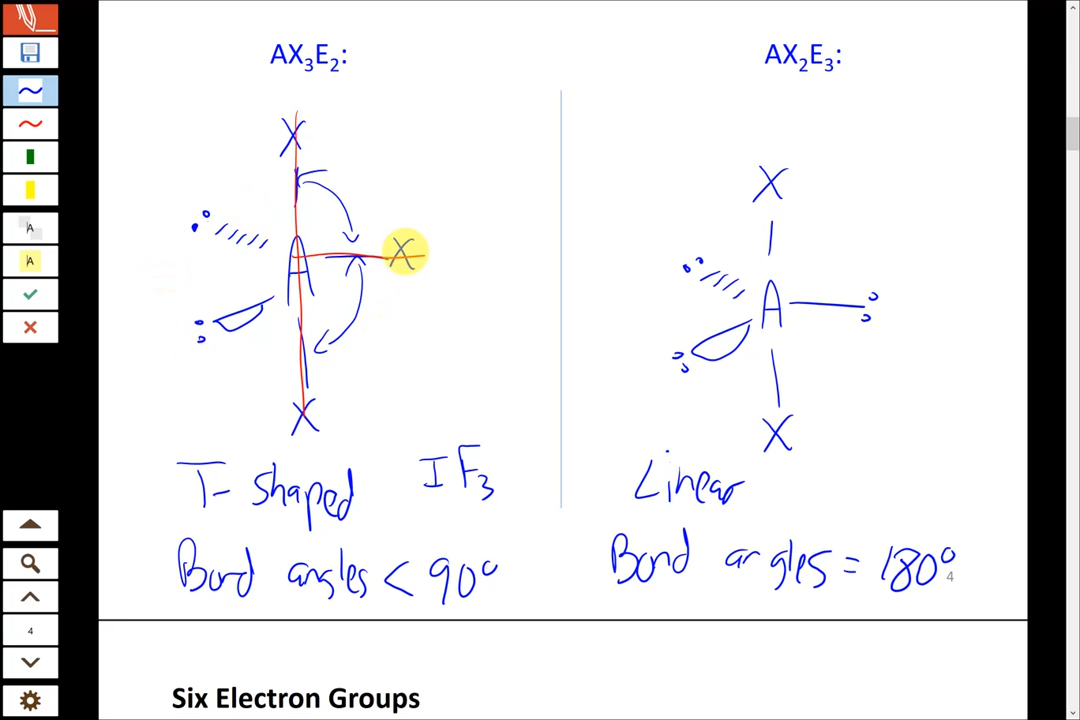 AX₃E₂:
X
A
X
X
T- shaped
IF₃
Bond angles < 90°
AX₂E₃:
X
A
X
Linear
Bond angles = 180°
4
Six Electron Groups
A
A
4